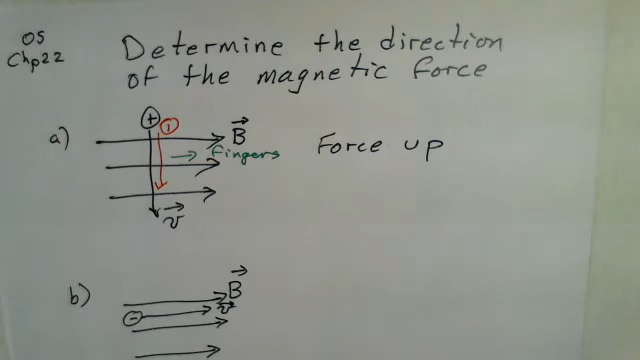 OS
Chp22
Determine the direction
of the magnetic force
a)
+
1
B
fingers
Force up
v
b)
B
v
-